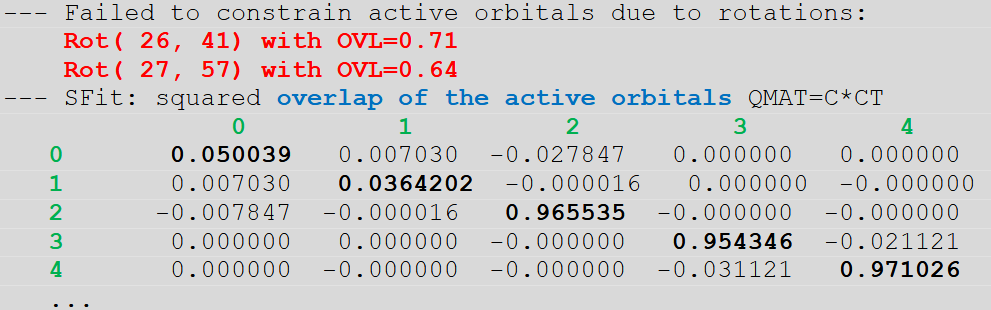 --- Failed to constrain active orbitals due to rotations:
Rot( 26, 41) with OVL=0.71
Rot( 27, 57) with OVL=0.64
--- SFit: squared overlap of the active orbitals QMAT=C*CT
0 1 2 3 4
0 0.050039 0.007030 -0.027847 0.000000 0.000000
1 0.007030 0.0364202 -0.000016 0.000000 -0.000000
2 -0.007847 -0.000016 0.965535 -0.000000 -0.000000
3 0.000000 0.000000 -0.000000 0.954346 -0.021121
4 0.000000 -0.000000 -0.000000 -0.031121 0.971026
...